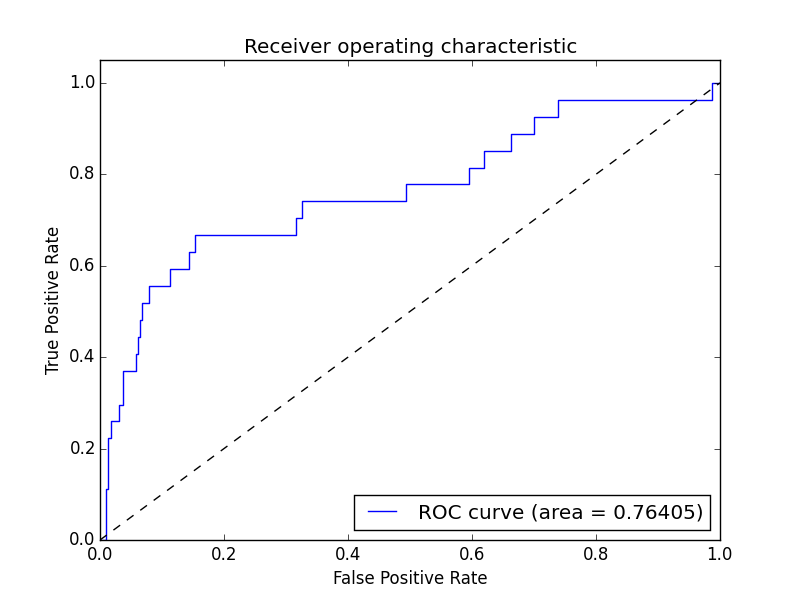 Receiver operating characteristic
1.0
0.8
0.6
0.4
0.2
0.0
True Positive Rate
ROC curve (area = 0.76405)
0.0 0.2 0.4 0.6 0.8 1.0
False Positive Rate